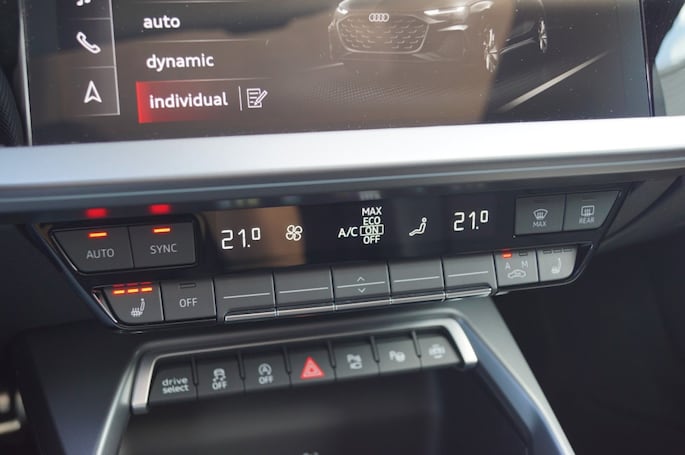 auto
dynamic
individual
AUTO
SYNC
21.0
A/C
MAX
ECO
ON
OFF
21.0
MAX
REAR
OFF
A M
drive
select
OFF
OFF